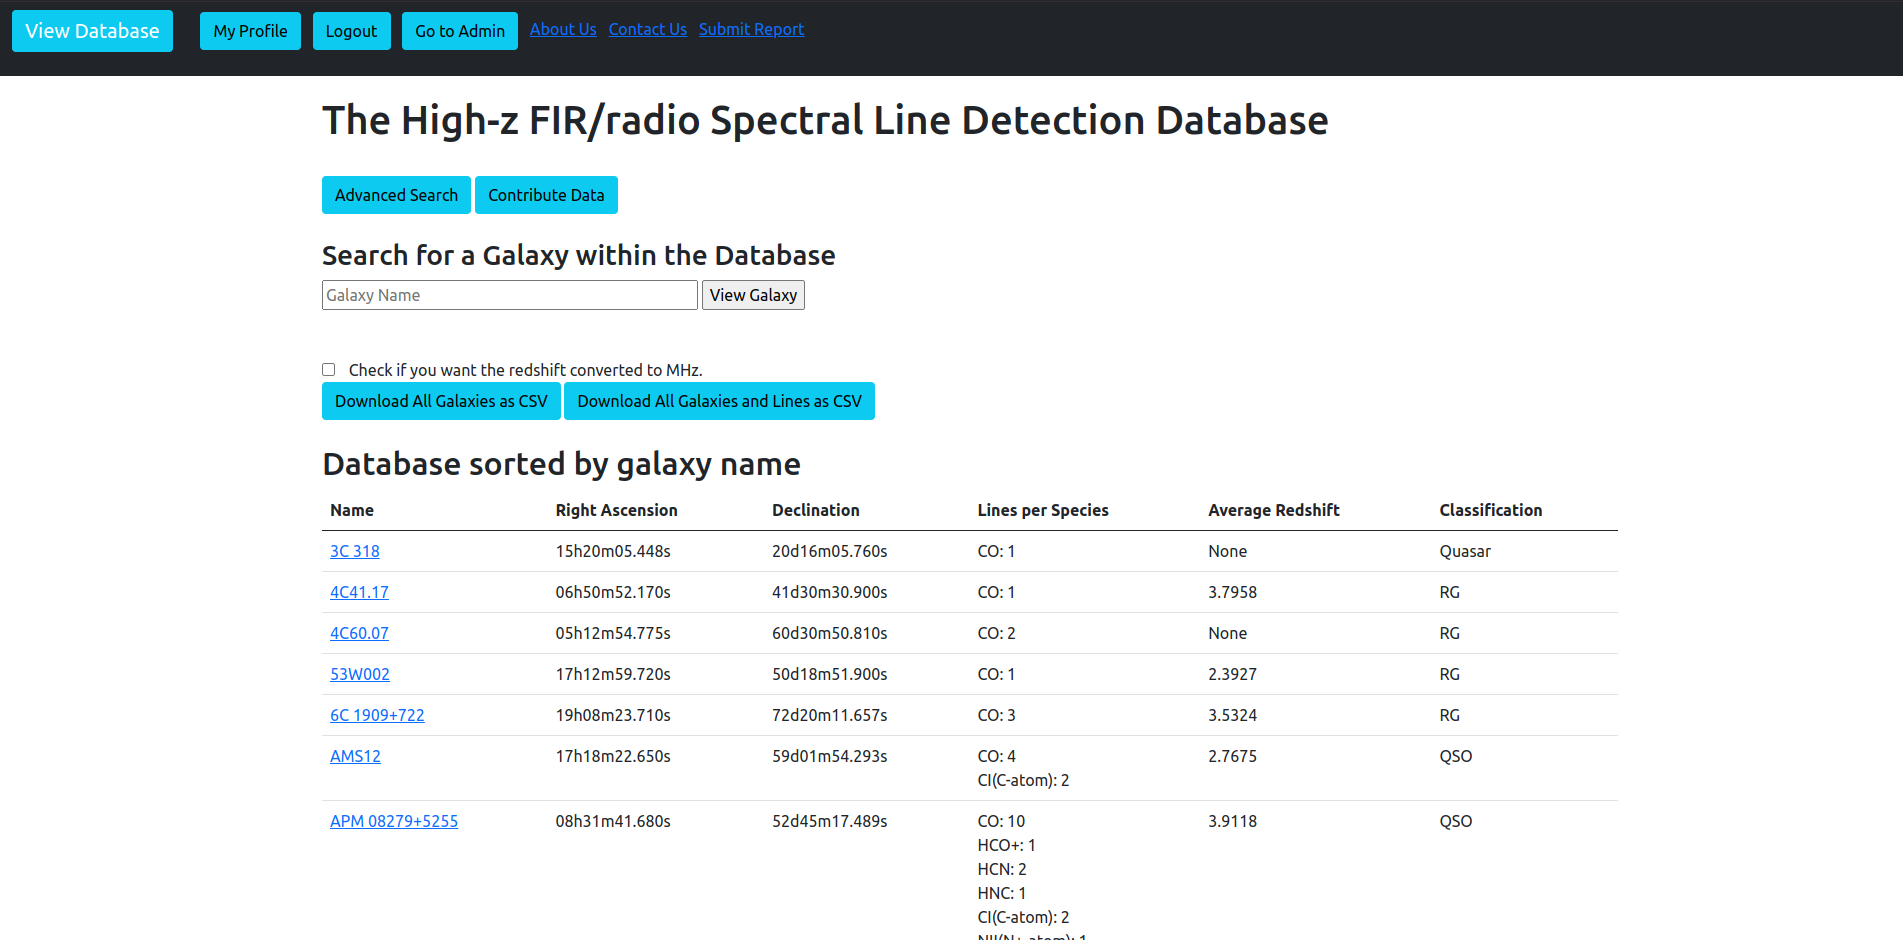 View Database My Profile Logout Go to Admin About Us Contact Us Submit Report
The High-z FIR/radio Spectral Line Detection Database
Advanced Search Contribute Data
Search for a Galaxy within the Database
Galaxy Name View Galaxy
Check if you want the redshift converted to MHz.
Download All Galaxies as CSV Download All Galaxies and Lines as CSV
Database sorted by galaxy name
Name Right Ascension Declination Lines per Species Average Redshift Classification
3C 318 15h20m05.448s 20d16m05.760s CO: 1 None Quasar
4C41.17 06h50m52.170s 41d30m30.900s CO: 1 3.7958 RG
4C60.07 05h12m54.775s 60d30m50.810s CO: 2 None RG
53W002 17h12m59.720s 50d18m51.900s CO: 1 2.3927 RG
6C 1909+722 19h08m23.710s 72d20m11.657s CO: 3 3.5324 RG
AMS12 17h18m22.650s 59d01m54.293s CO: 4 2.7675 QSO
CI(C-atom): 2
APM 08279+5255 08h31m41.680s 52d45m17.489s CO: 10 3.9118 QSO
HCO+: 1
HCN: 2
HNC: 1
CI(C-atom): 2
NII(N+ atom): 1